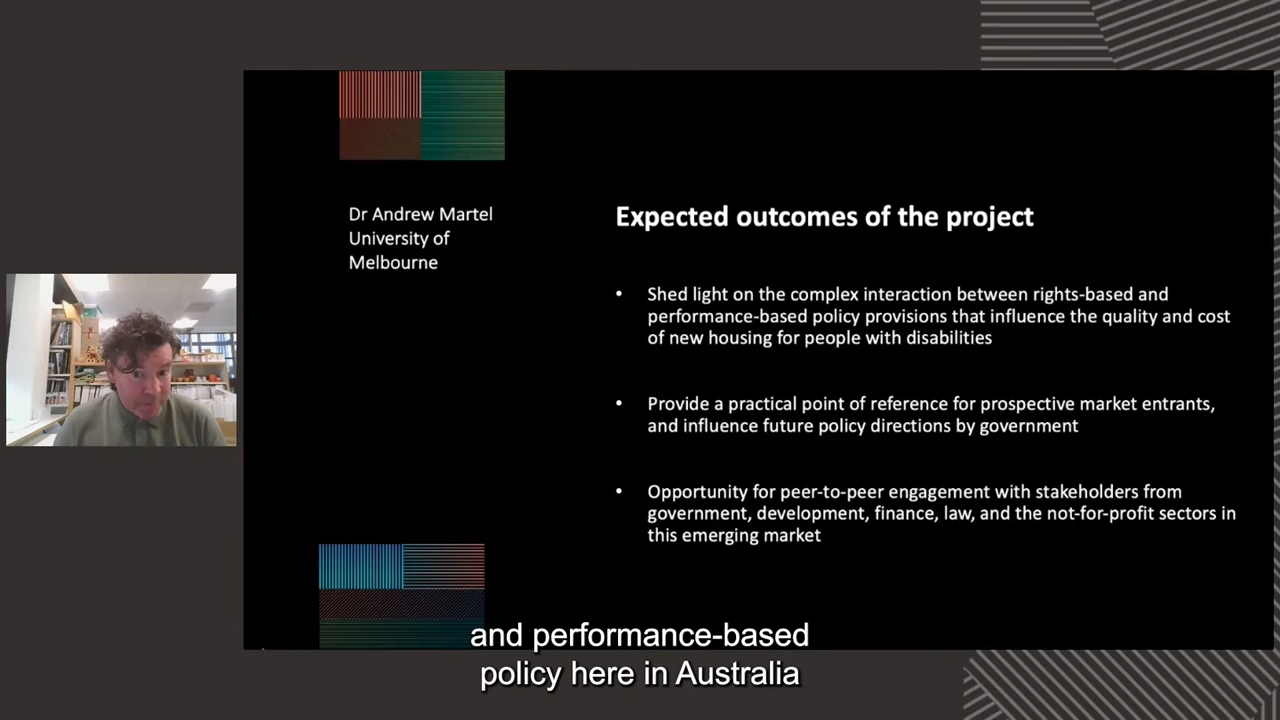 Dr Andrew Martel
University of
Melbourne
Expected outcomes of the project
• Shed light on the complex interaction between rights-based and
performance-based policy provisions that influence the quality and cost
of new housing for people with disabilities
• Provide a practical point of reference for prospective market entrants,
and influence future policy directions by government
• Opportunity for peer-to-peer engagement with stakeholders from
government, development, finance, law, and the not-for-profit sectors in
this emerging market
and performance-based
policy here in Australia